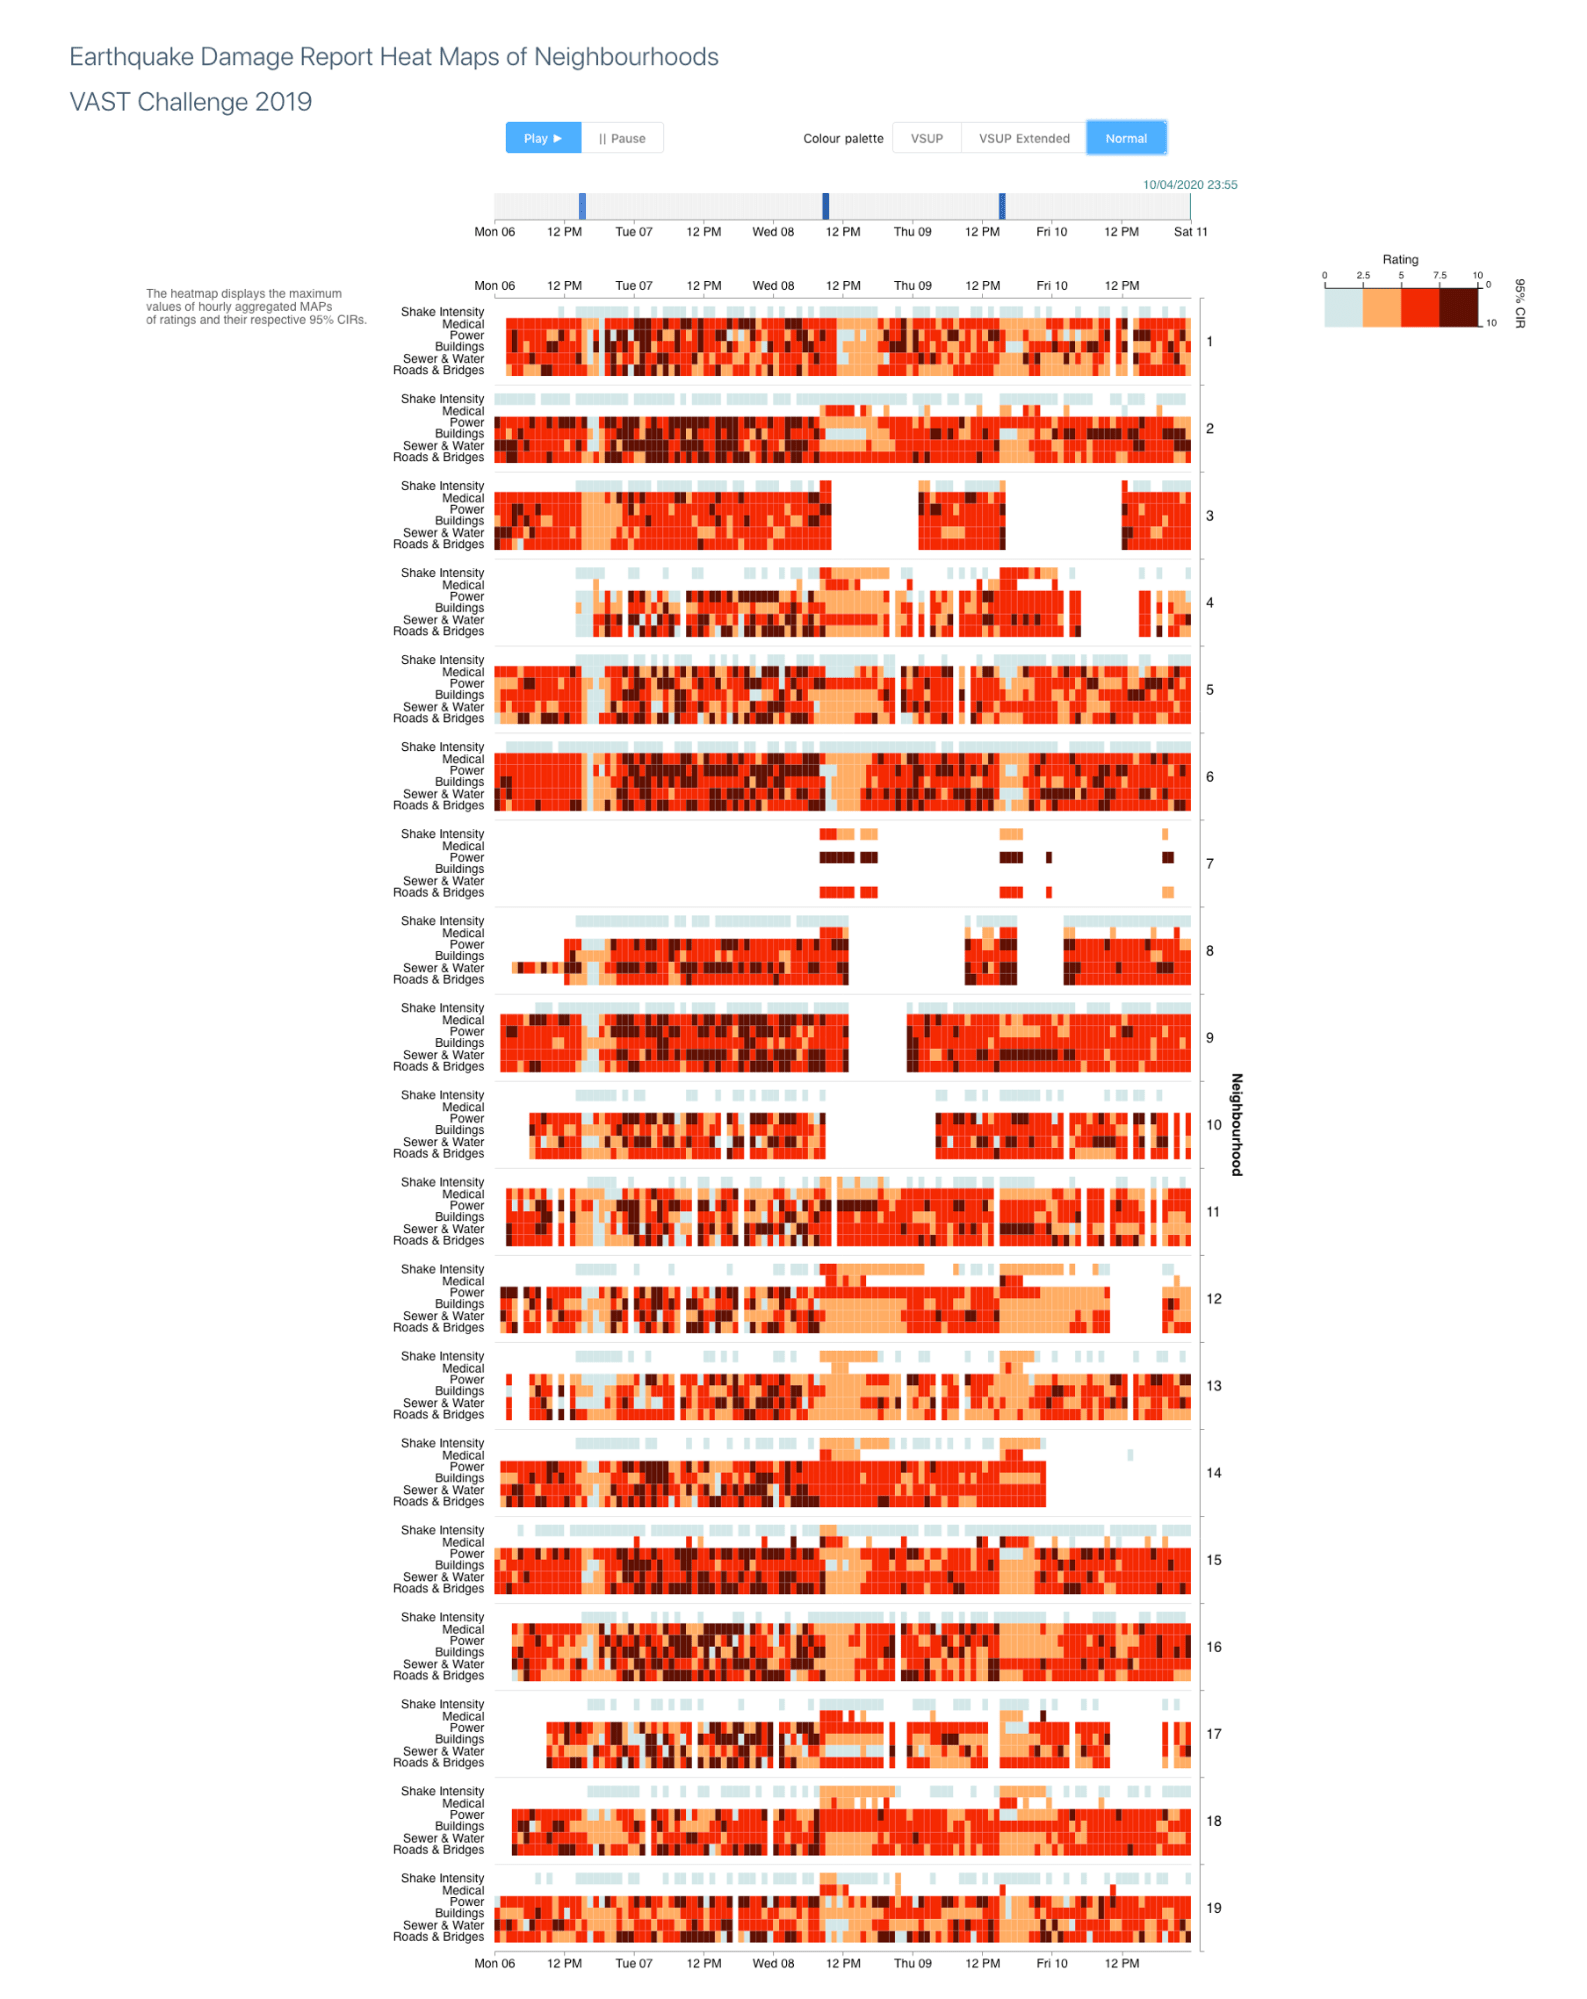 Earthquake Damage Report Heat Maps of Neighbourhoods
VAST Challenge 2019
Play ▶ || Pause Colour palette VSUP VSUP Extended Normal
10/04/2020 23:55
Mon 06 12 PM Tue 07 12 PM Wed 08 12 PM Thu 09 12 PM Fri 10 12 PM Sat 11
Rating
0 2.5 5 7.5 10
0
10
95% CIR
The heatmap displays the maximum
values of hourly aggregated MAPs
of ratings and their respective 95% CIRs.
Mon 06 12 PM Tue 07 12 PM Wed 08 12 PM Thu 09 12 PM Fri 10 12 PM
Shake Intensity
Medical
Power
Buildings
Sewer & Water
Roads & Bridges
1
Shake Intensity
Medical
Power
Buildings
Sewer & Water
Roads & Bridges
2
Shake Intensity
Medical
Power
Buildings
Sewer & Water
Roads & Bridges
3
Shake Intensity
Medical
Power
Buildings
Sewer & Water
Roads & Bridges
4
Shake Intensity
Medical
Power
Buildings
Sewer & Water
Roads & Bridges
5
Shake Intensity
Medical
Power
Buildings
Sewer & Water
Roads & Bridges
6
Shake Intensity
Medical
Power
Buildings
Sewer & Water
Roads & Bridges
7
Shake Intensity
Medical
Power
Buildings
Sewer & Water
Roads & Bridges
8
Shake Intensity
Medical
Power
Buildings
Sewer & Water
Roads & Bridges
9
Shake Intensity
Medical
Power
Buildings
Sewer & Water
Roads & Bridges
10
Neighbourhood
Shake Intensity
Medical
Power
Buildings
Sewer & Water
Roads & Bridges
11
Shake Intensity
Medical
Power
Buildings
Sewer & Water
Roads & Bridges
12
Shake Intensity
Medical
Power
Buildings
Sewer & Water
Roads & Bridges
13
Shake Intensity
Medical
Power
Buildings
Sewer & Water
Roads & Bridges
14
Shake Intensity
Medical
Power
Buildings
Sewer & Water
Roads & Bridges
15
Shake Intensity
Medical
Power
Buildings
Sewer & Water
Roads & Bridges
16
Shake Intensity
Medical
Power
Buildings
Sewer & Water
Roads & Bridges
17
Shake Intensity
Medical
Power
Buildings
Sewer & Water
Roads & Bridges
18
Shake Intensity
Medical
Power
Buildings
Sewer & Water
Roads & Bridges
19
Mon 06 12 PM Tue 07 12 PM Wed 08 12 PM Thu 09 12 PM Fri 10 12 PM